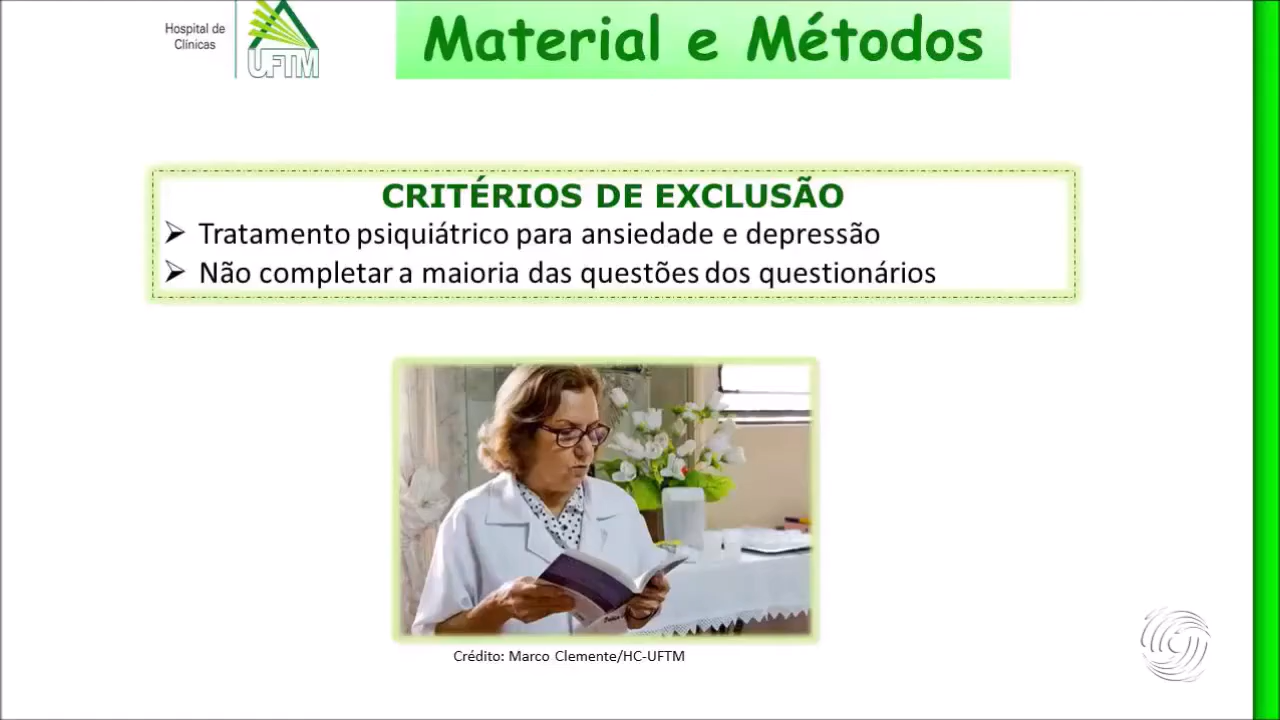 Hospital de
Clínicas
UFTM
Material e Métodos
CRITÉRIOS DE EXCLUSÃO
Tratamento psiquiátrico para ansiedade e depressão
Não completar a maioria das questões dos questionários
Crédito: Marco Clemente/HC-UFTM